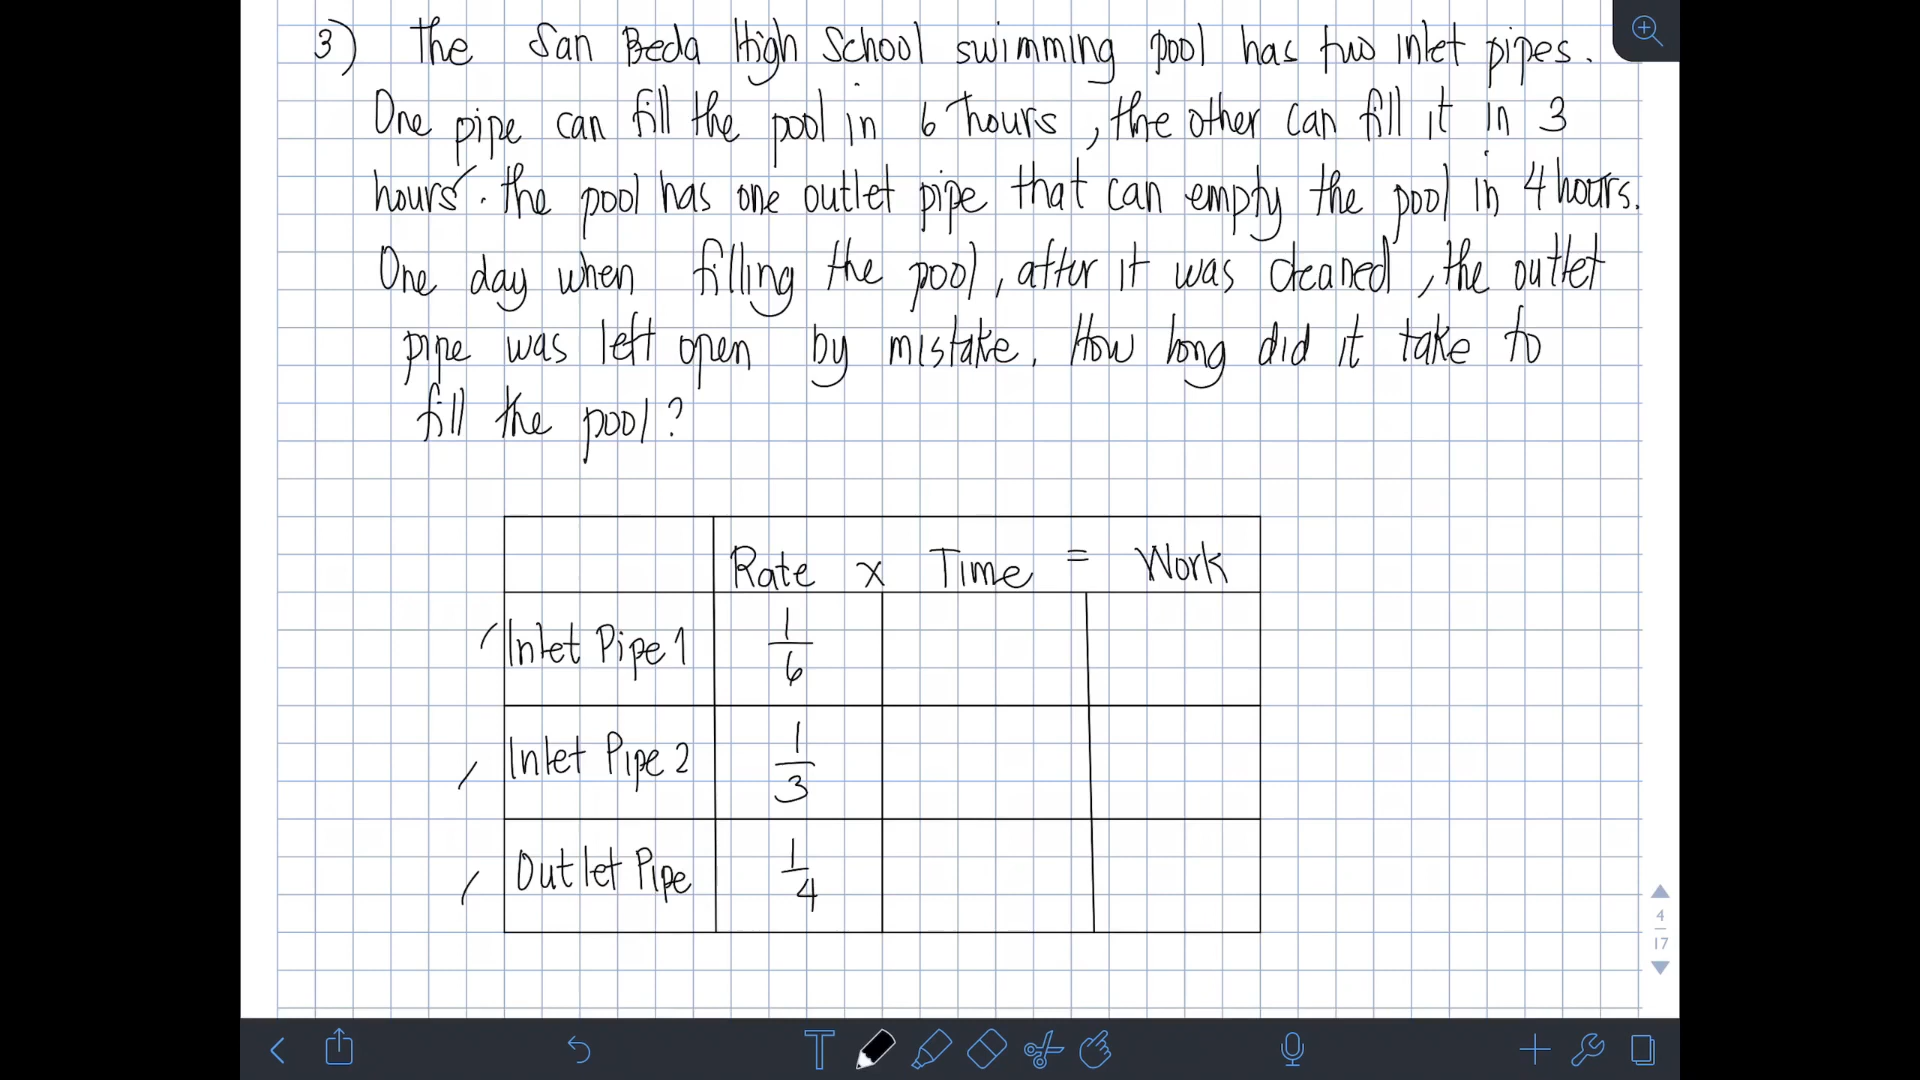 3) The San Beda High School swimming pool has two inlet pipes.
One pipe can fill the pool in 6 hours, the other can fill it in 3
hours. The pool has one outlet pipe that can empty the pool in 4 hours.
One day when filling the pool, after it was cleaned, the outlet
pipe was left open by mistake. How long did it take to
fill the pool?
Rate x Time = Work
Inlet Pipe 1 1/6
Inlet Pipe 2 1/3
Outlet Pipe 1/4
4
17
T